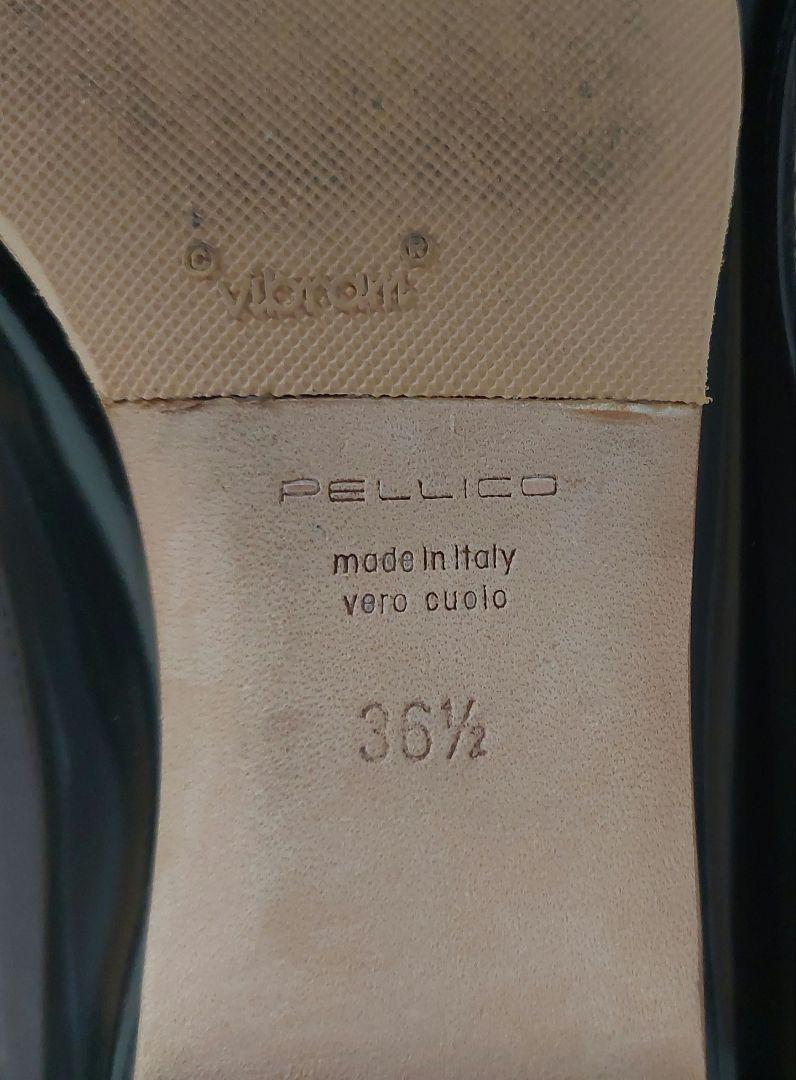 © vibram ®
PELLICO
made in Italy
vero cuoio
36½